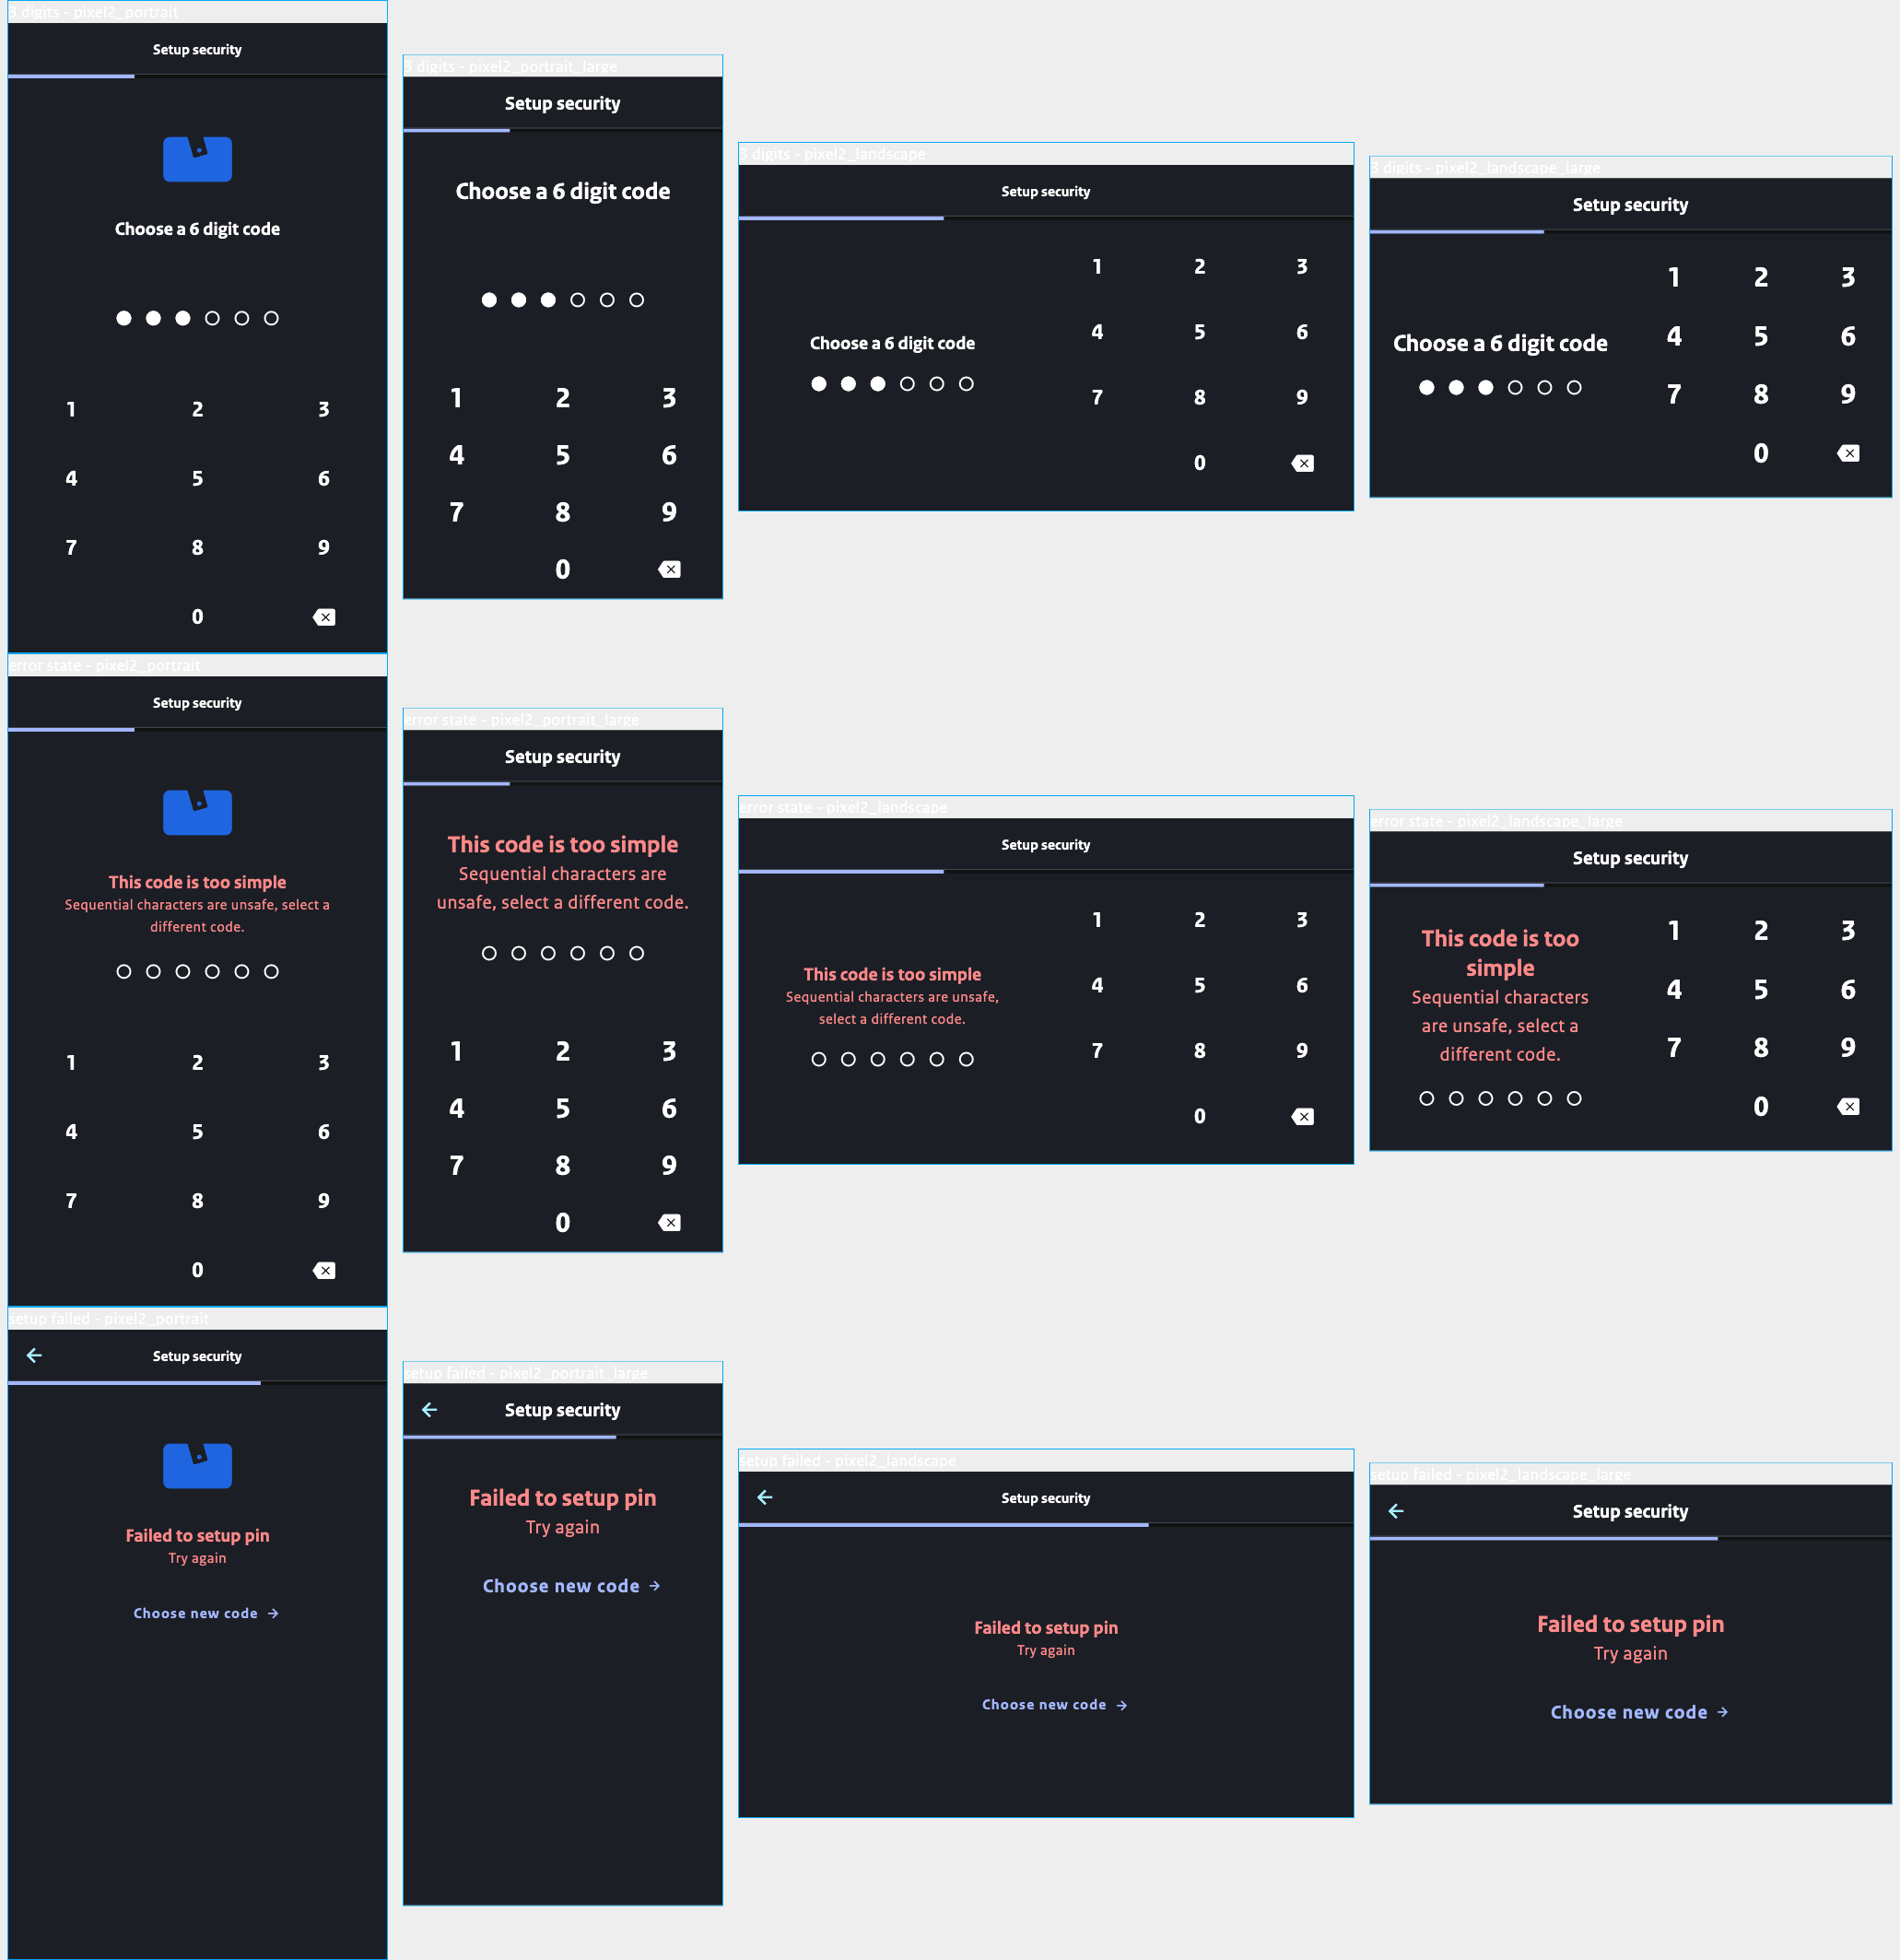 3 digits - pixel2_portrait
Setup security
Choose a 6 digit code
1 2 3
4 5 6
7 8 9
0
3 digits - pixel2_portrait_large
Setup security
Choose a 6 digit code
1 2 3
4 5 6
7 8 9
0
3 digits - pixel2_landscape
Setup security
Choose a 6 digit code
1 2 3
4 5 6
7 8 9
0
3 digits - pixel2_landscape_large
Setup security
Choose a 6 digit code
1 2 3
4 5 6
7 8 9
0
error state - pixel2_portrait
Setup security
This code is too simple
Sequential characters are unsafe, select a
different code.
1 2 3
4 5 6
7 8 9
0
error state - pixel2_portrait_large
Setup security
This code is too simple
Sequential characters are
unsafe, select a different code.
1 2 3
4 5 6
7 8 9
0
error state - pixel2_landscape
Setup security
This code is too simple
Sequential characters are unsafe,
select a different code.
1 2 3
4 5 6
7 8 9
0
error state - pixel2_landscape_large
Setup security
This code is too
simple
Sequential characters
are unsafe, select a
different code.
1 2 3
4 5 6
7 8 9
0
setup failed - pixel2_portrait
Setup security
Failed to setup pin
Try again
Choose new code →
setup failed - pixel2_portrait_large
Setup security
Failed to setup pin
Try again
Choose new code →
setup failed - pixel2_landscape
Setup security
Failed to setup pin
Try again
Choose new code →
setup failed - pixel2_landscape_large
Setup security
Failed to setup pin
Try again
Choose new code →